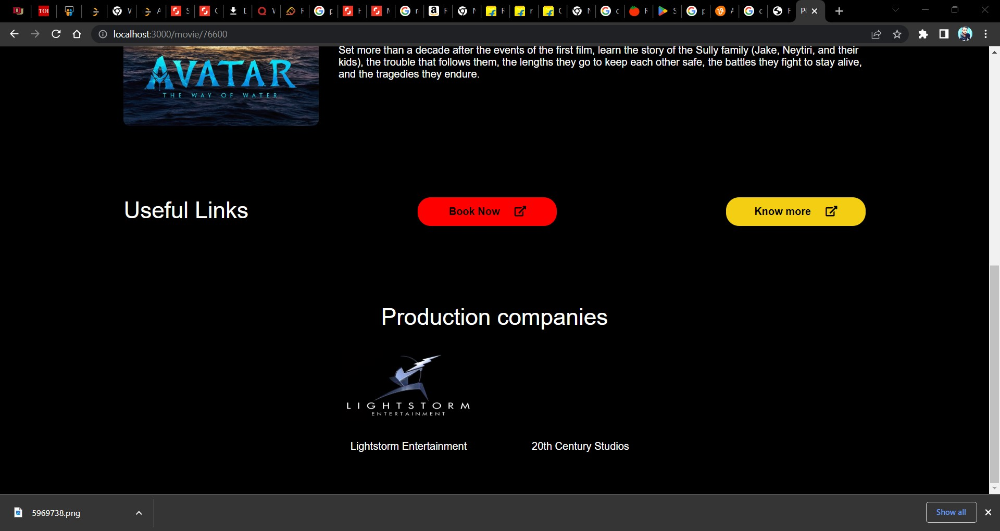 TOI
localhost:3000/movie/76600
Set more than a decade after the events of the first film, learn the story of the Sully family (Jake, Neytiri, and their
kids), the trouble that follows them, the lengths they go to keep each other safe, the battles they fight to stay alive,
and the tragedies they endure.
AVATAR
THE WAY OF WATER
Useful Links
Book Now
Know more
Production companies
LIGHTSTORM
ENTERTAINMENT
Lightstorm Entertainment
20th Century Studios
5969738.png
Show all